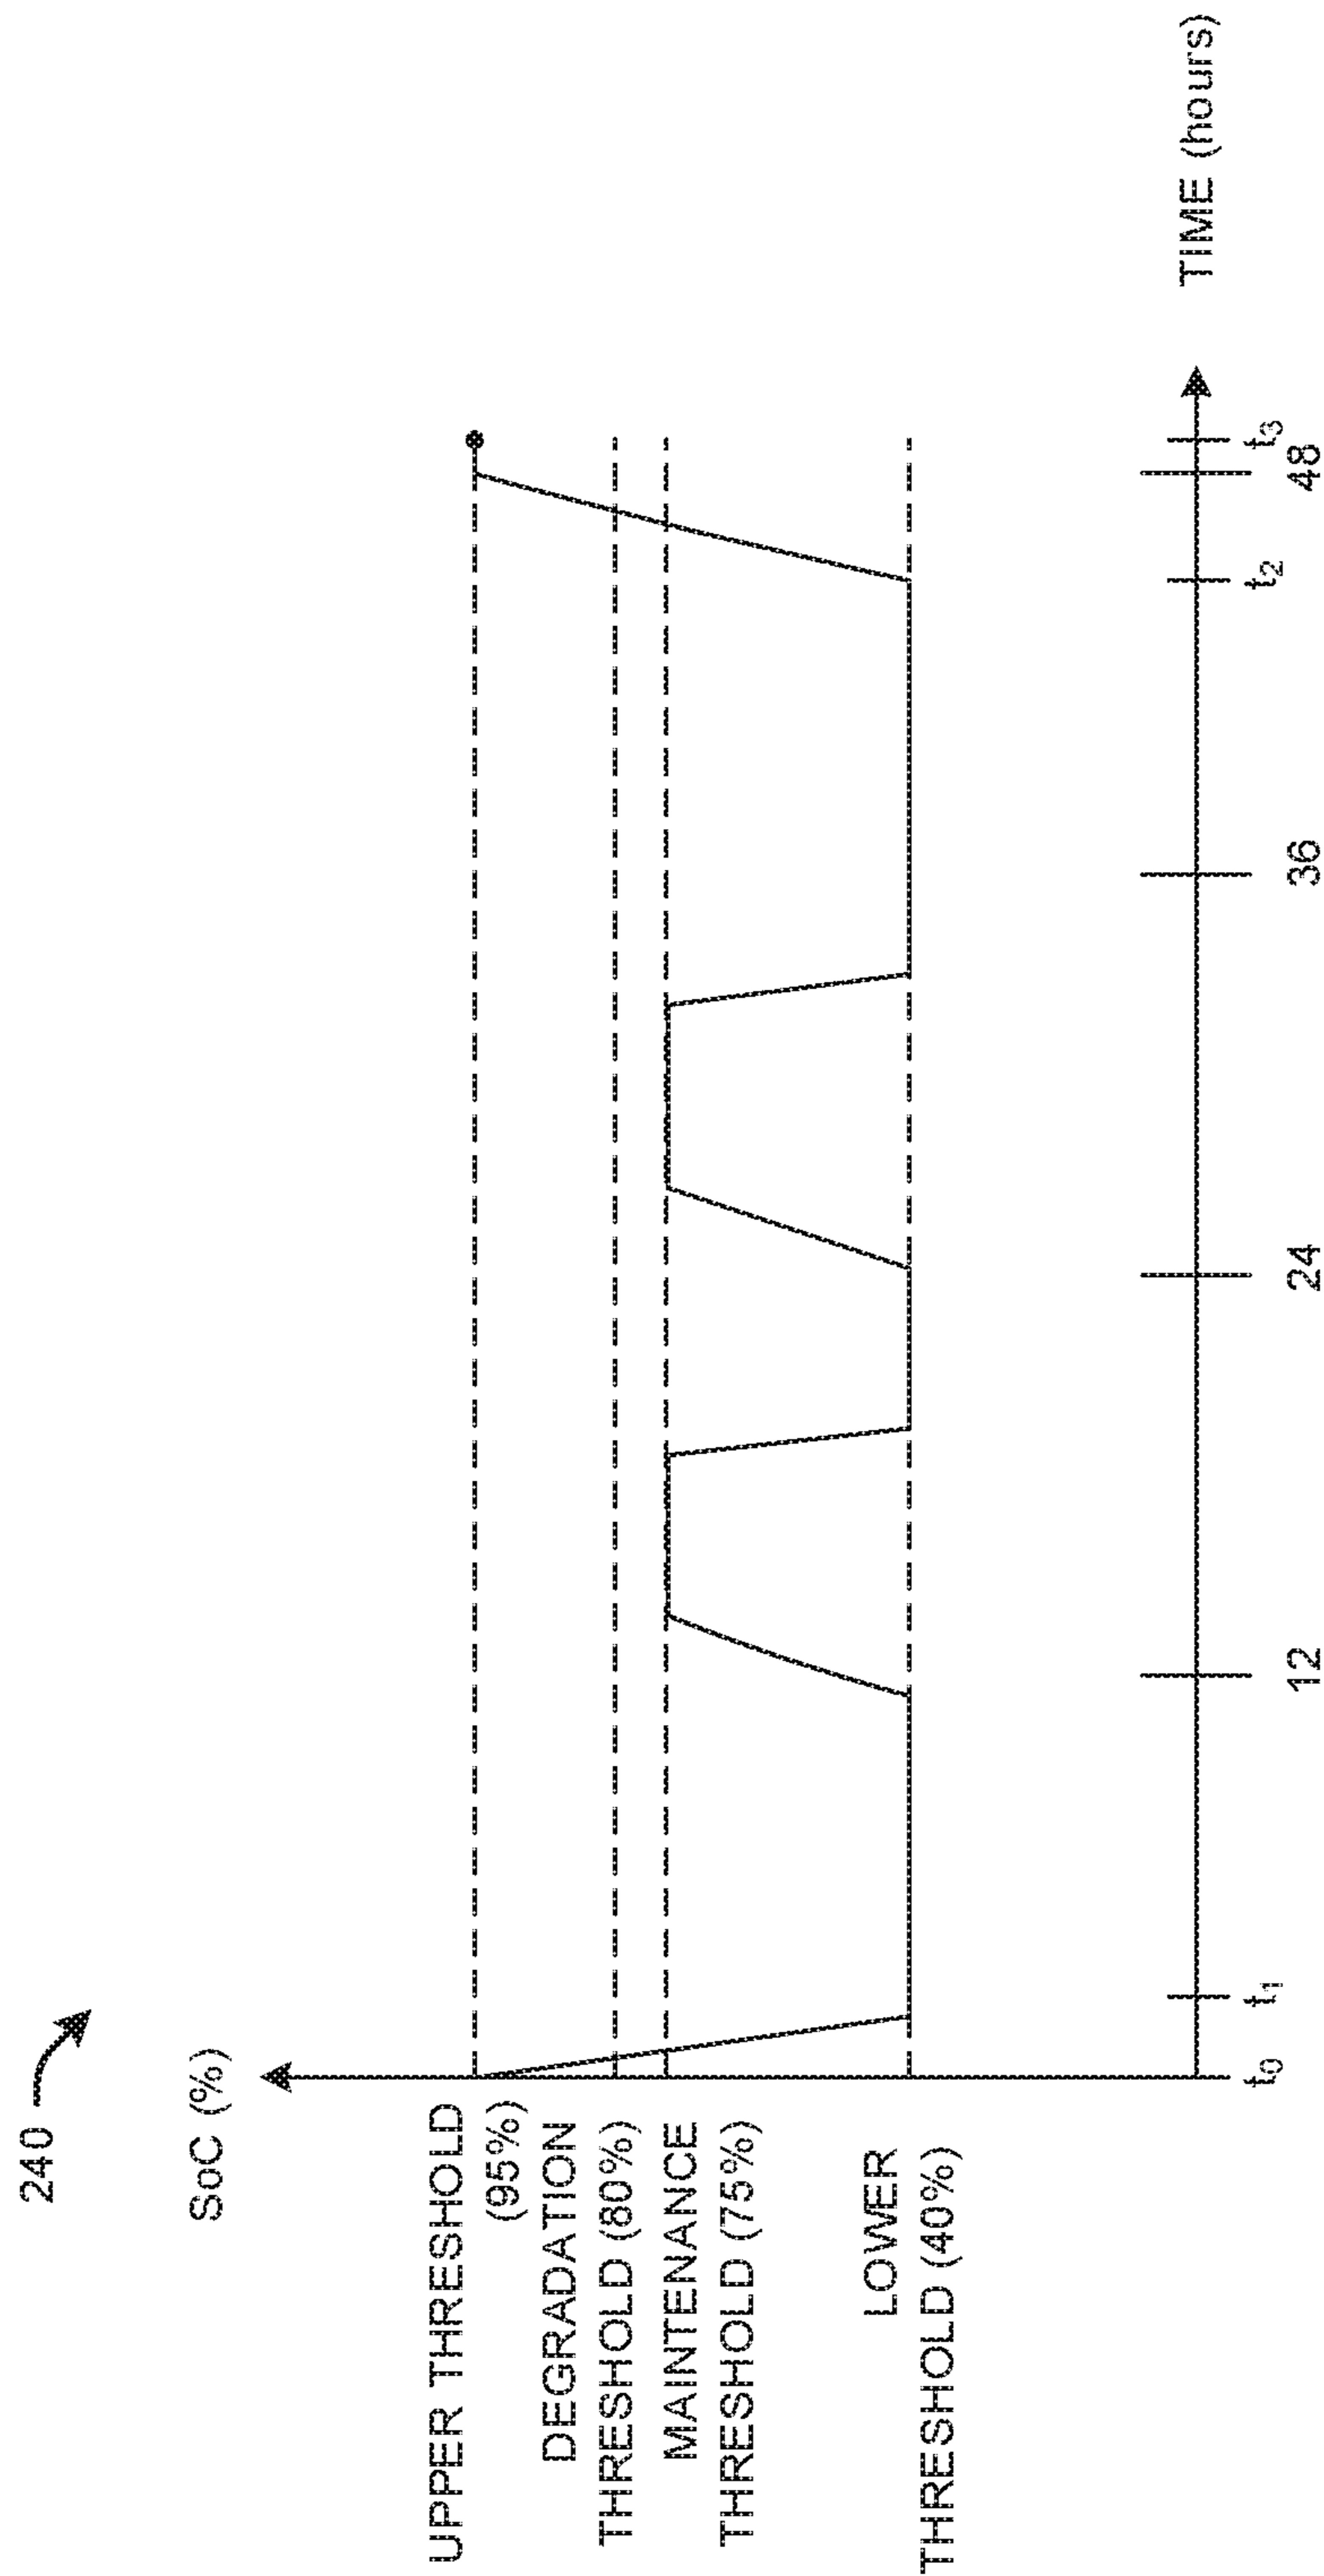 240
SoC (%)
UPPER THRESHOLD
(95%)
DEGRADATION
THRESHOLD (80%)
MAINTENANCE
THRESHOLD (75%)
LOWER
THRESHOLD (40%)
t0
t1
12
24
36
t2
48
t3
TIME (hours)